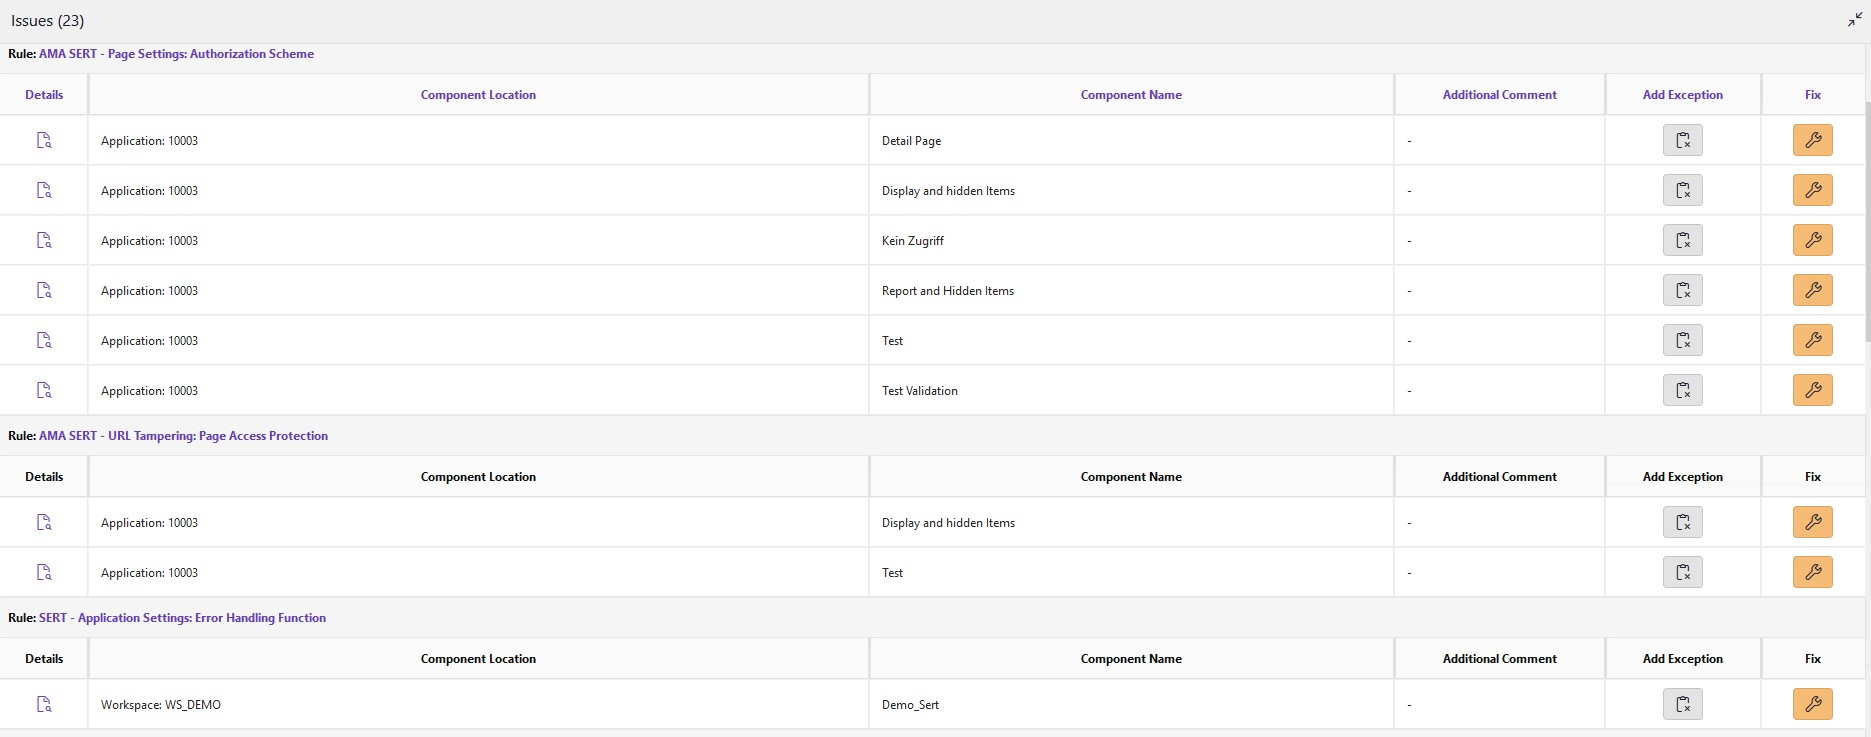 Issues (23)
Rule: AMA SERT - Page Settings: Authorization Scheme
Details Component Location Component Name Additional Comment Add Exception Fix
Application: 10003 Detail Page -
Application: 10003 Display and hidden Items -
Application: 10003 Kein Zugriff -
Application: 10003 Report and Hidden Items -
Application: 10003 Test -
Application: 10003 Test Validation -
Rule: AMA SERT - URL Tampering: Page Access Protection
Details Component Location Component Name Additional Comment Add Exception Fix
Application: 10003 Display and hidden Items -
Application: 10003 Test -
Rule: SERT - Application Settings: Error Handling Function
Details Component Location Component Name Additional Comment Add Exception Fix
Workspace: WS_DEMO Demo_Sert -